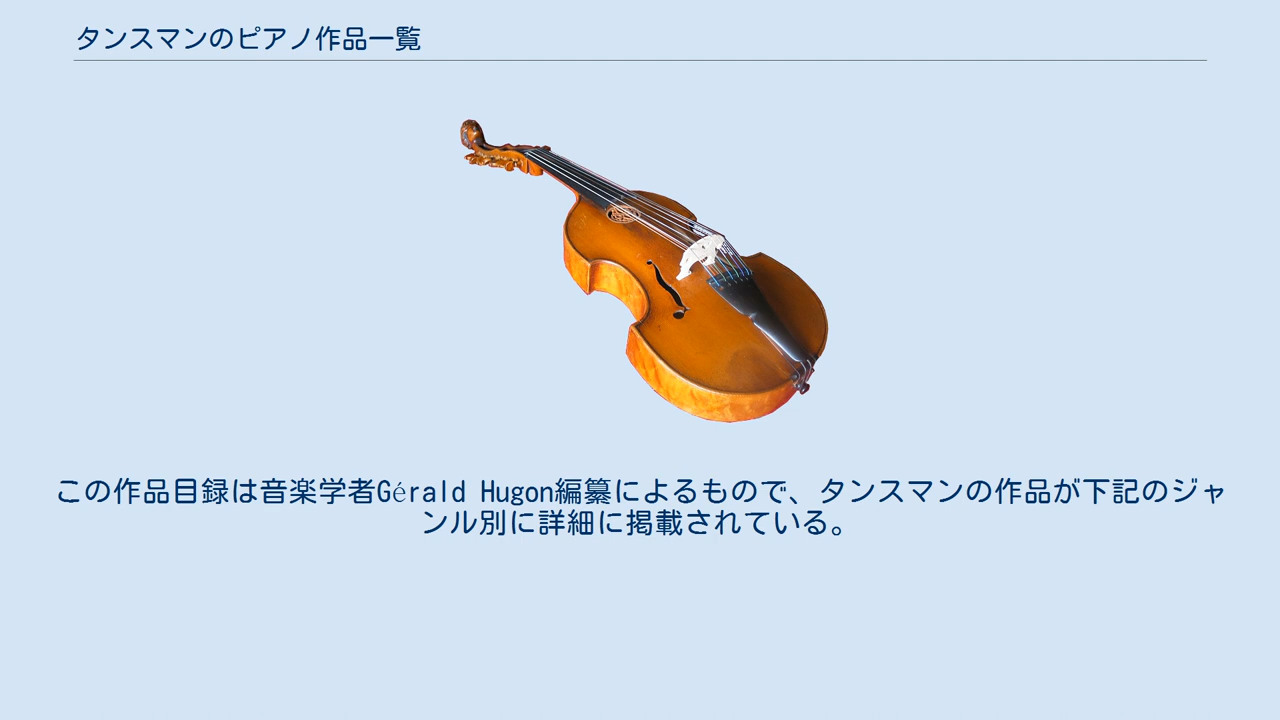 タンスマンのピアノ作品一覧
この作品目録は音楽学者Gérald Hugon編纂によるもので、タンスマンの作品が下記のジャ
ンル別に詳細に掲載されている。